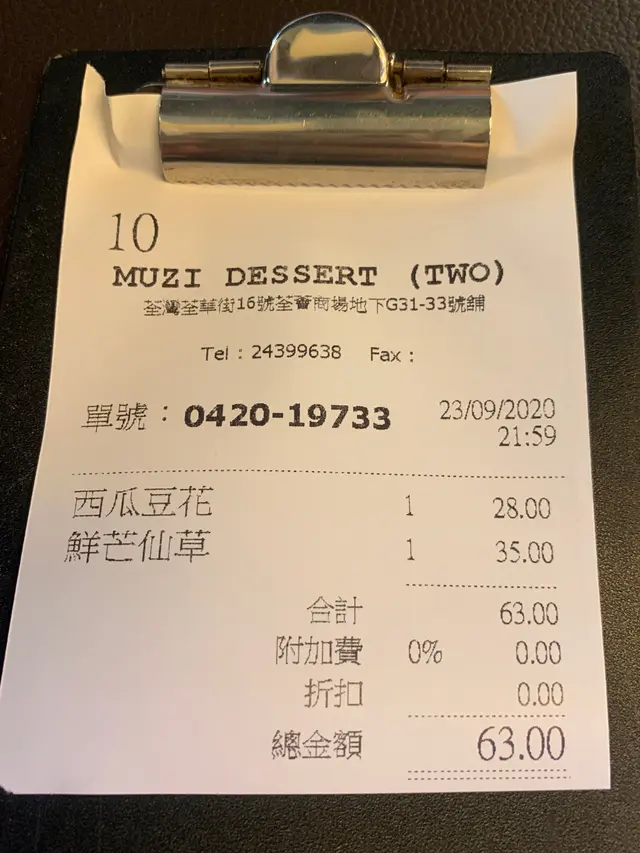 10
MUZI DESSERT (TWO)
荃灣荃華街16號荃薈商場地下G31-33號舖
Tel : 24399638 Fax :
單號 : 0420-19733 23/09/2020
21:59
西瓜豆花 1 28.00
鮮芒仙草 1 35.00
合計 63.00
附加費 0% 0.00
折扣 0.00
總金額 63.00